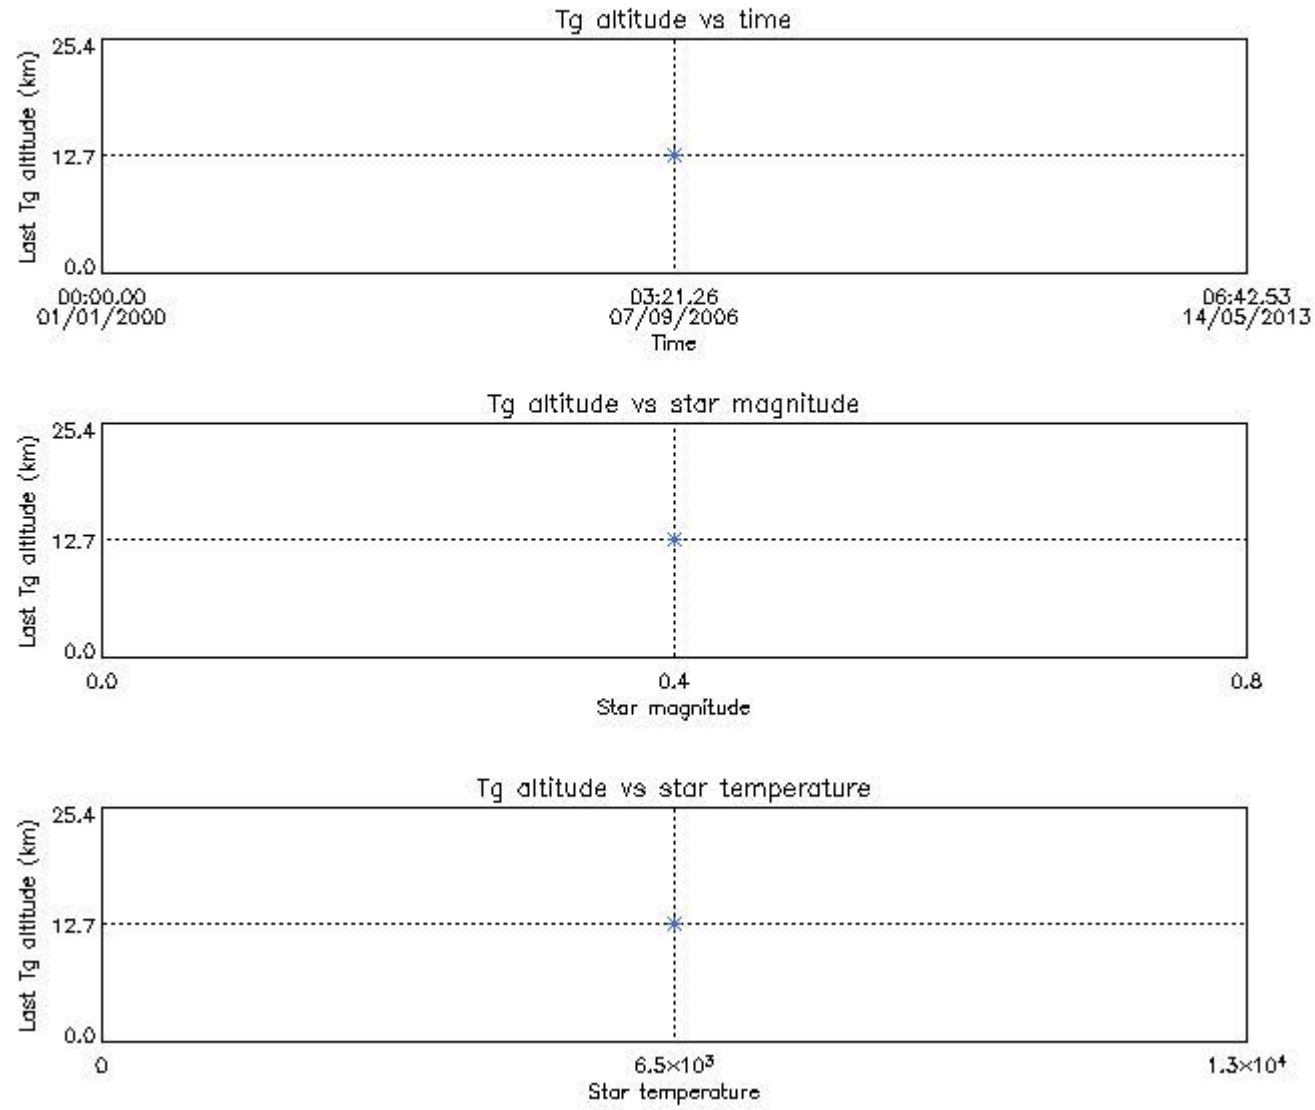 Tg altitude vs time
Last Tg altitude (km)
25.4
12.7
0.0
00:00.00 03:21.26 06:42.53
01/01/2000 07/09/2006 14/05/2013
Time
Tg altitude vs star magnitude
Last Tg altitude (km)
25.4
12.7
0.0
0.0 0.4 0.8
Star magnitude
Tg altitude vs star temperature
Last Tg altitude (km)
25.4
12.7
0.0
0 6.5×10³ 1.3×10⁴
Star temperature